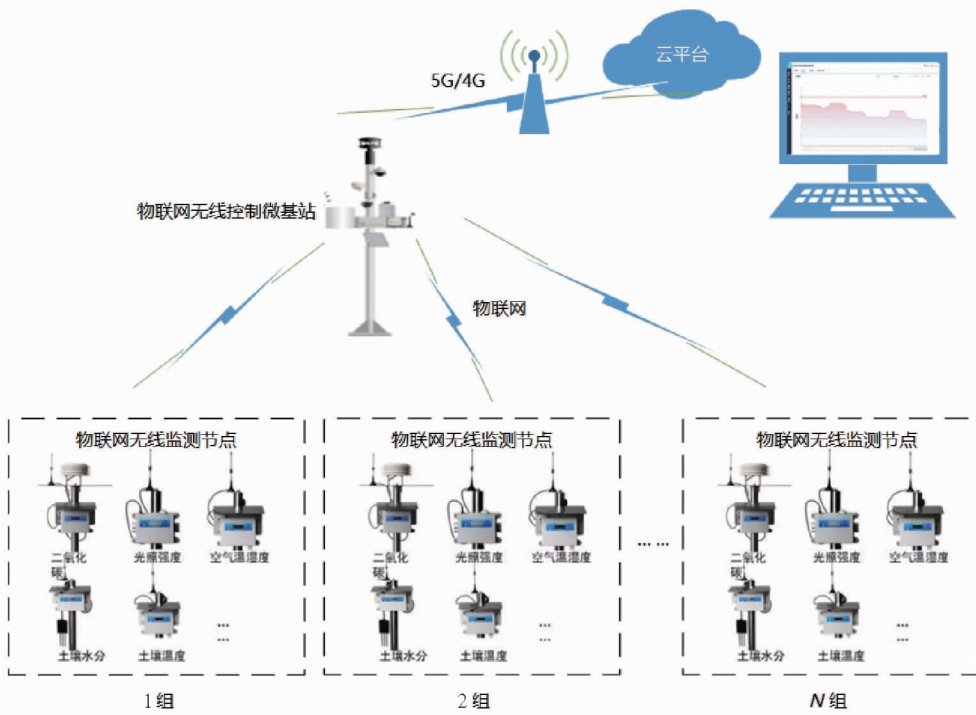 云平台
5G/4G
物联网无线控制微基站
物联网
物联网无线监测节点
二氧化
碳
光照强度
空气温湿度
土壤水分
土壤温度
...
...
1组
物联网无线监测节点
二氧化
碳
光照强度
空气温湿度
土壤水分
土壤温度
...
...
2组
... ...
物联网无线监测节点
二氧化
碳
光照强度
空气温湿度
土壤水分
土壤温度
...
...
N组